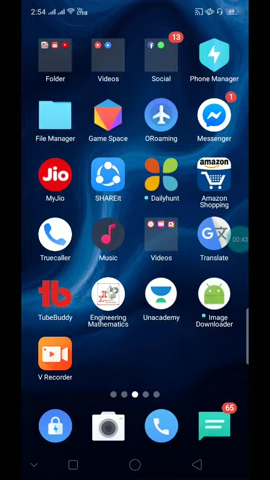 2:54
13
Folder
Videos
Social
Phone Manager
1
File Manager
Game Space
ORoaming
Messenger
Jio
amazon
MyJio
SHAREit
Dailyhunt
Amazon
Shopping
00:43
Truecaller
Music
Videos
Translate
TubeBuddy
Engineering
Mathematics
Unacademy
Image
Downloader
V Recorder
65